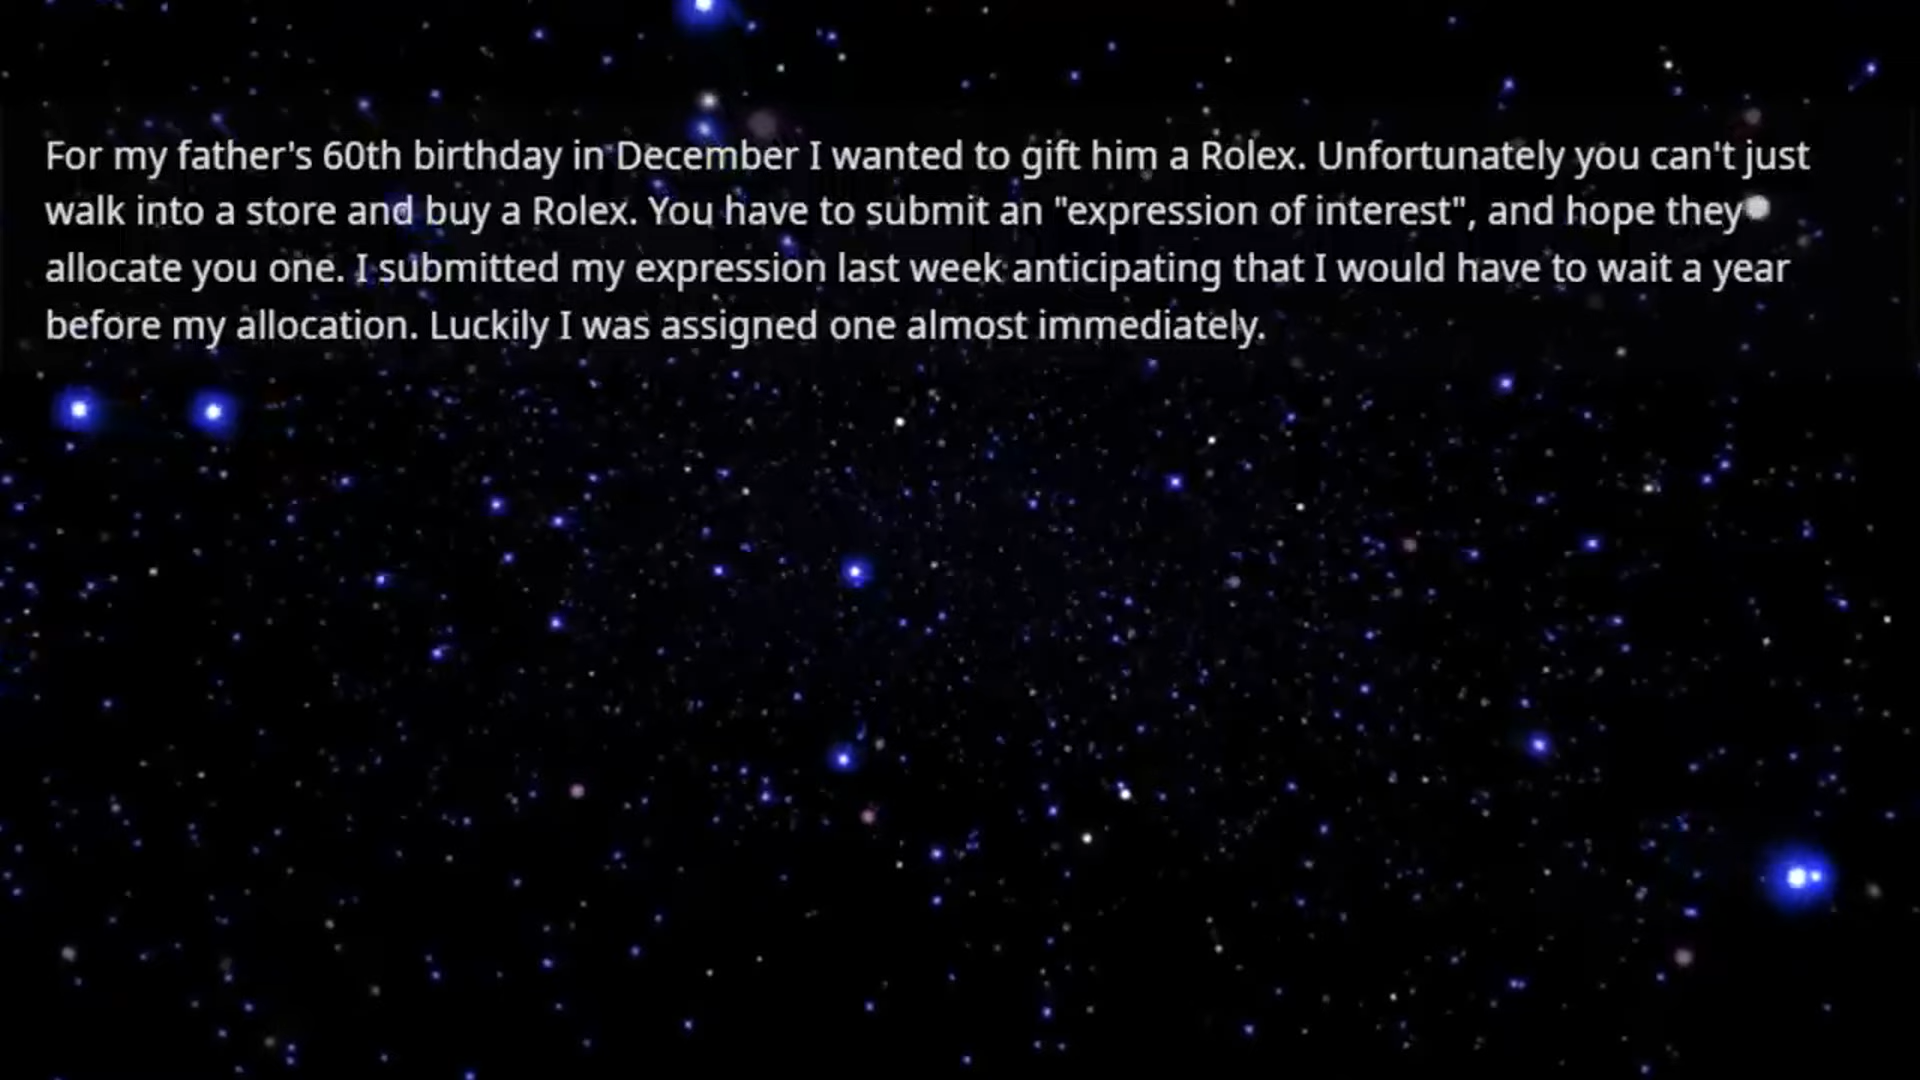 For my father's 60th birthday in December I wanted to gift him a Rolex. Unfortunately you can't just
walk into a store and buy a Rolex. You have to submit an "expression of interest", and hope they
allocate you one. I submitted my expression last week anticipating that I would have to wait a year
before my allocation. Luckily I was assigned one almost immediately.